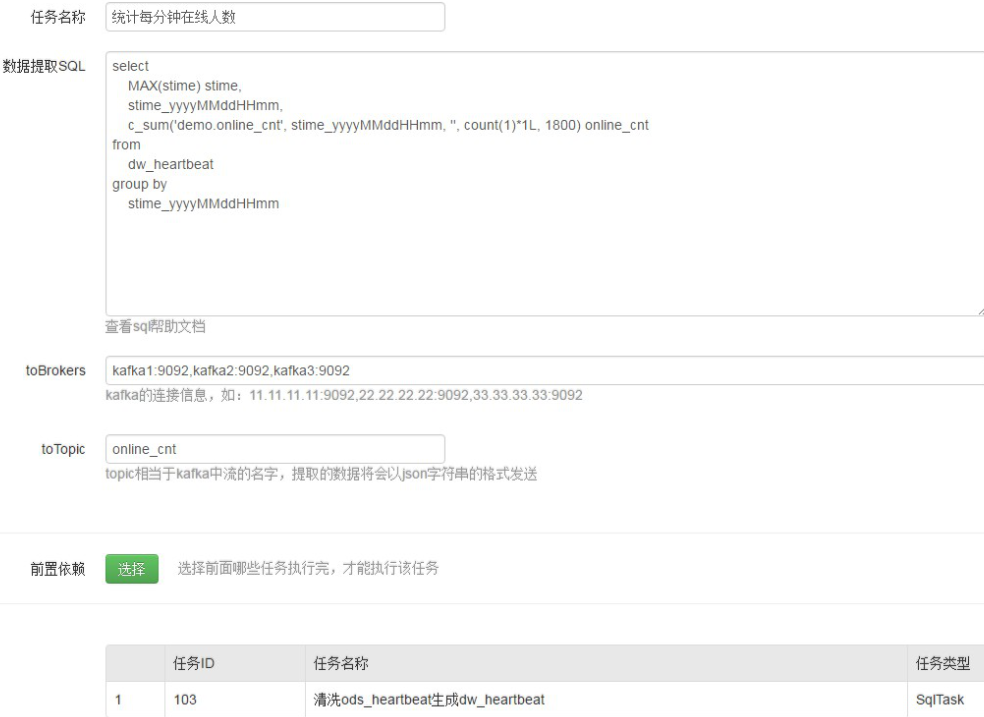 任务名称 统计每分钟在线人数
数据提取SQL select
MAX(stime) stime,
stime_yyyyMMddHHmm,
c_sum('demo.online_cnt', stime_yyyyMMddHHmm, '', count(1)*1L, 1800) online_cnt
from
dw_heartbeat
group by
stime_yyyyMMddHHmm
查看sql帮助文档
toBrokers kafka1:9092,kafka2:9092,kafka3:9092
kafka的连接信息，如：11.11.11.11:9092,22.22.22.22:9092,33.33.33.33:9092
toTopic online_cnt
topic相当于kafka中流的名字，提取的数据将会以json字符串的格式发送
前置依赖 选择 选择前面哪些任务执行完，才能执行该任务
任务ID 任务名称 任务类型
1 103 清洗ods_heartbeat生成dw_heartbeat SqlTask